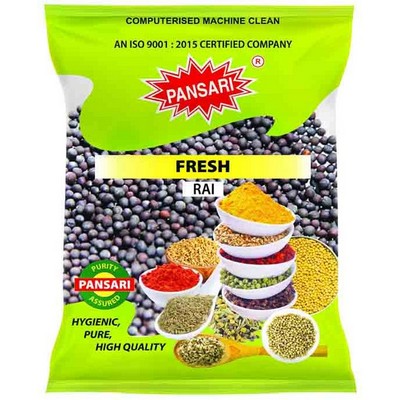 COMPUTERISED MACHINE CLEAN
AN ISO 9001 : 2015 CERTIFIED COMPANY
PANSARI ®
FRESH
RAI
PURITY
PANSARI
ASSURED
HYGIENIC,
PURE,
HIGH QUALITY